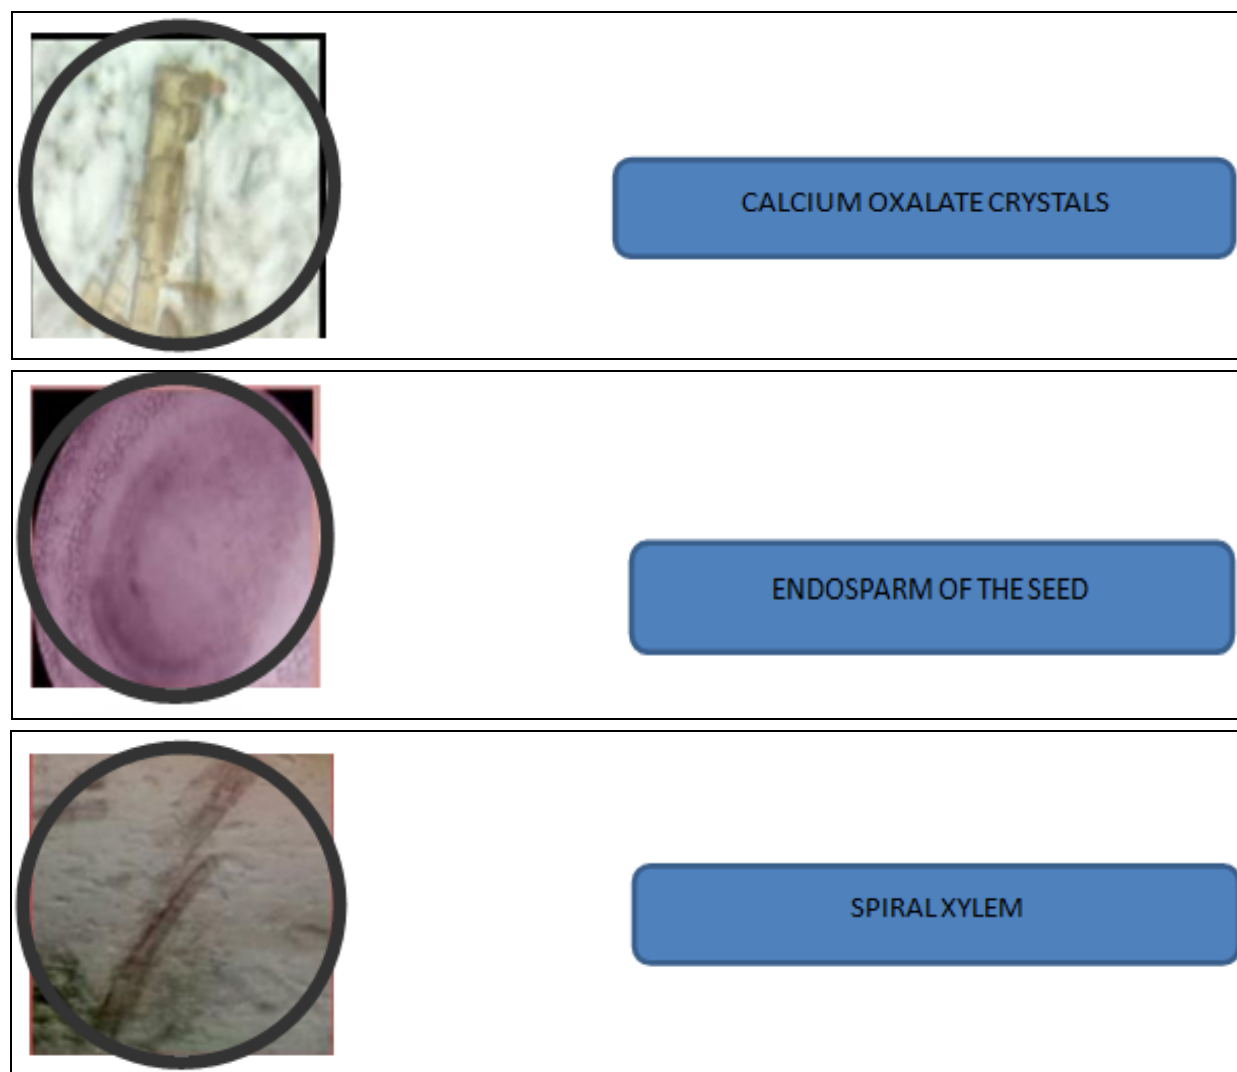 CALCIUM OXALATE CRYSTALS
ENDOSPARM OF THE SEED
SPIRAL XYLEM